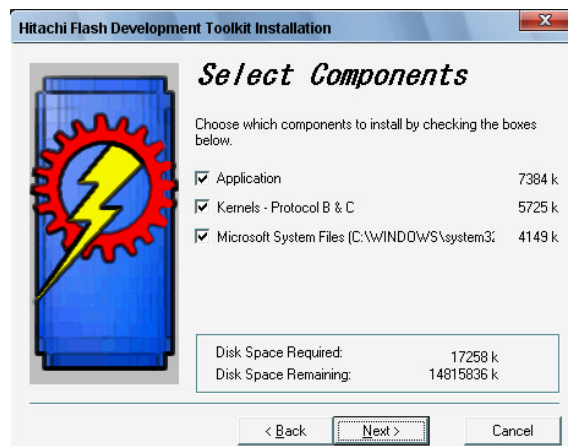 Hitachi Flash Development Toolkit Installation
Select Components
Choose which components to install by checking the boxes
below.
Application 7384 k
Kernels - Protocol B & C 5725 k
Microsoft System Files (C:\WINDOWS\system32 4149 k
Disk Space Required: 17258 k
Disk Space Remaining: 14815836 k
< Back Next > Cancel